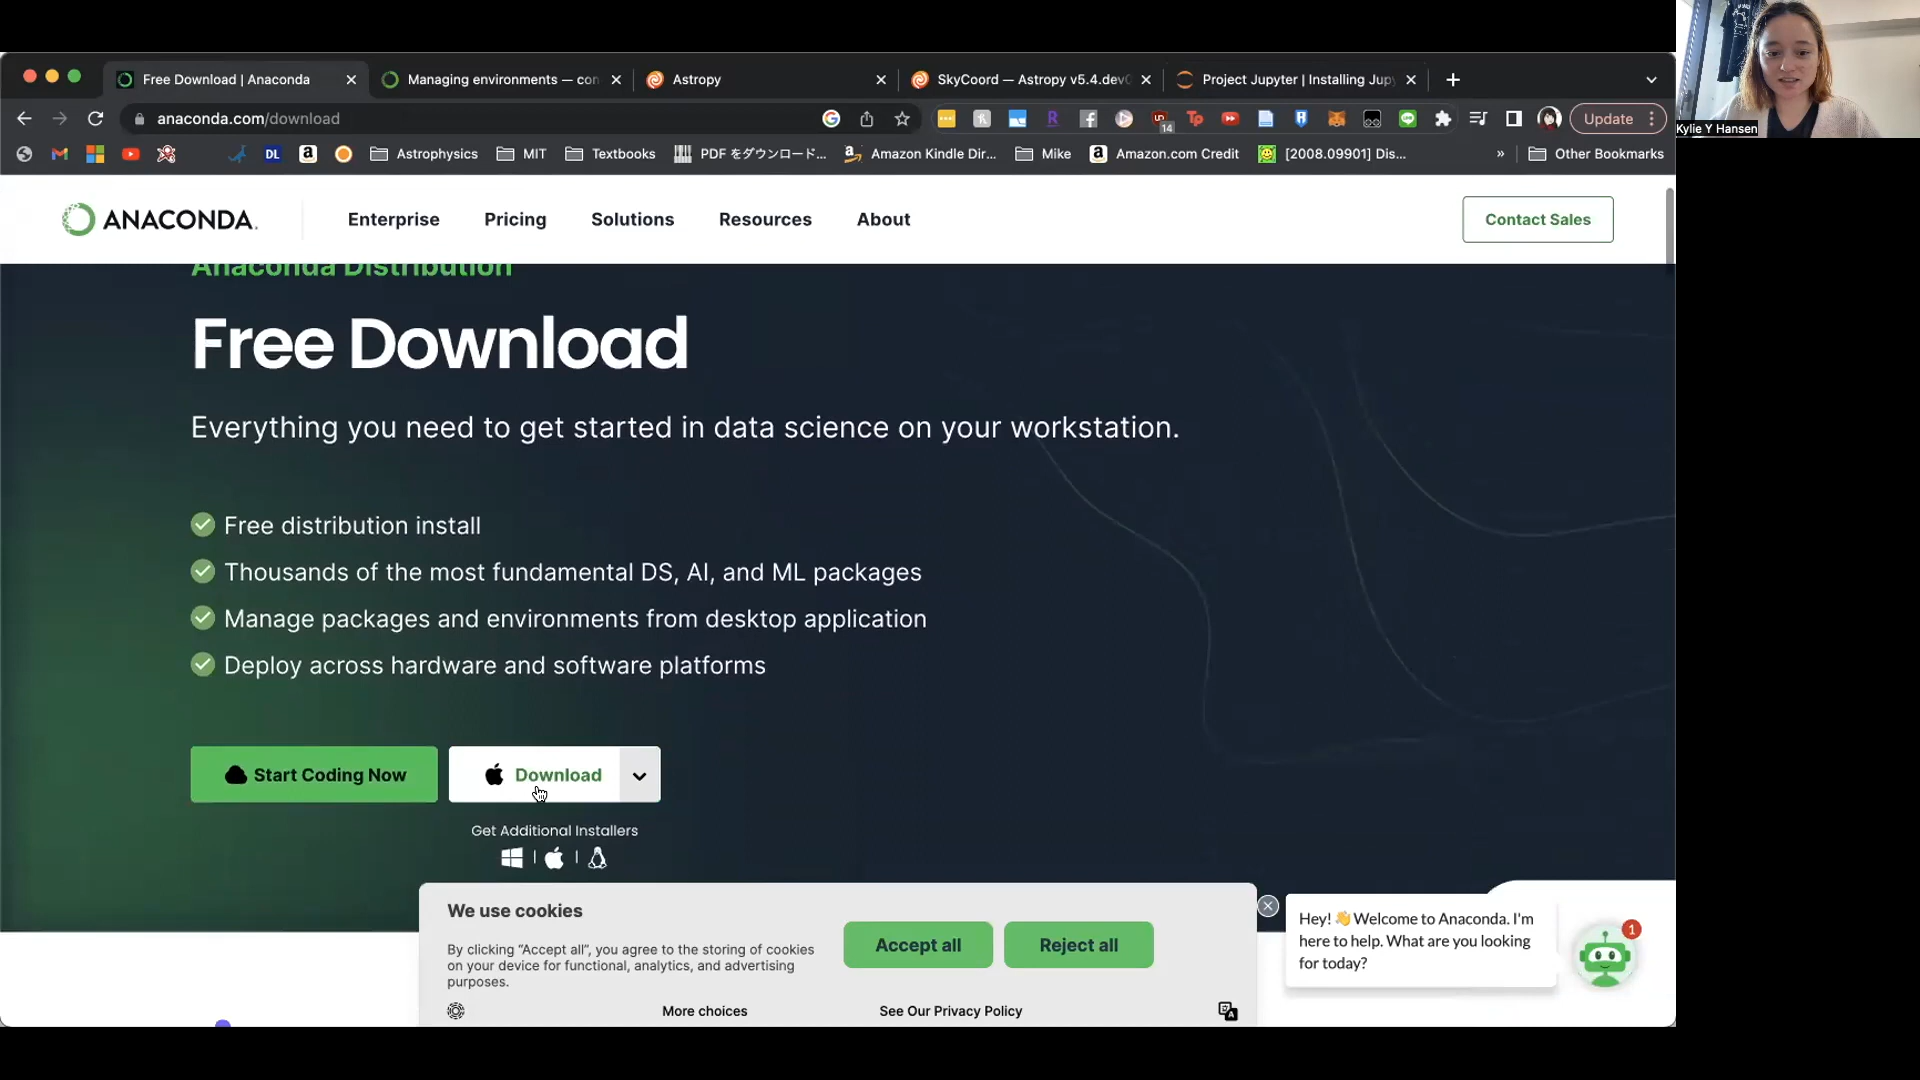 Free Download | Anaconda
Managing environments — con
Astropy
SkyCoord — Astropy v5.4.dev0
Project Jupyter | Installing Jupy
anaconda.com/download
14
Update
DL
Astrophysics
MIT
Textbooks
PDF をダウンロード...
Amazon Kindle Dir...
Mike
Amazon.com Credit
[2008.09901] Dis...
»
Other Bookmarks
Kylie Y Hansen
ANACONDA.
Enterprise
Pricing
Solutions
Resources
About
Contact Sales
Anaconda Distribution
Free Download
Everything you need to get started in data science on your workstation.
Free distribution install
Thousands of the most fundamental DS, AI, and ML packages
Manage packages and environments from desktop application
Deploy across hardware and software platforms
Start Coding Now
Download
Get Additional Installers
We use cookies
By clicking “Accept all”, you agree to the storing of cookies
on your device for functional, analytics, and advertising
purposes.
Accept all
Reject all
More choices
See Our Privacy Policy
Hey! 👋 Welcome to Anaconda. I'm
here to help. What are you looking
for today?
1